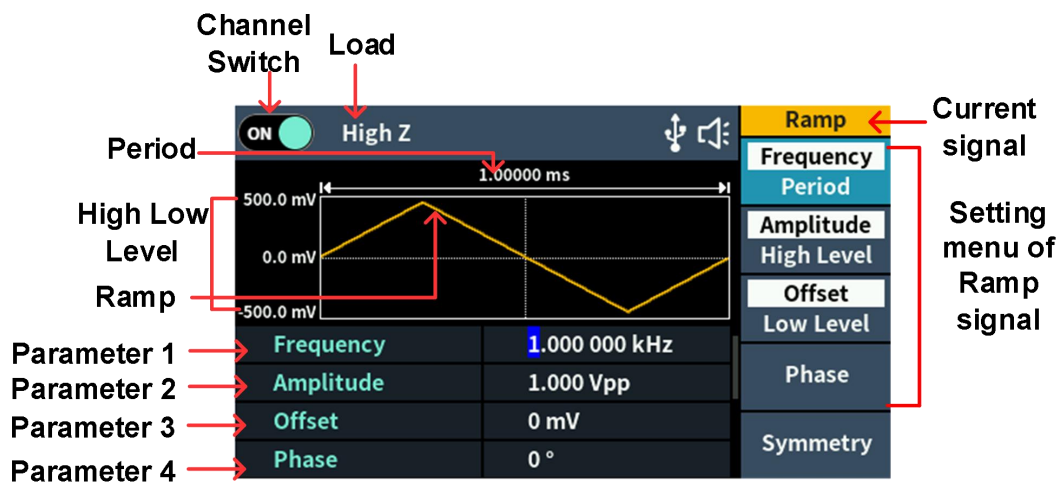 Channel
Switch
Load
Current
signal
ON
High Z
Ramp
Period
1.00000 ms
Frequency
Period
500.0 mV
High Low
Level
Amplitude
High Level
Setting
menu of
Ramp
signal
0.0 mV
Ramp
Offset
Low Level
-500.0 mV
Parameter 1
Frequency
1.000 000 kHz
Parameter 2
Amplitude
1.000 Vpp
Phase
Parameter 3
Offset
0 mV
Parameter 4
Phase
0 °
Symmetry